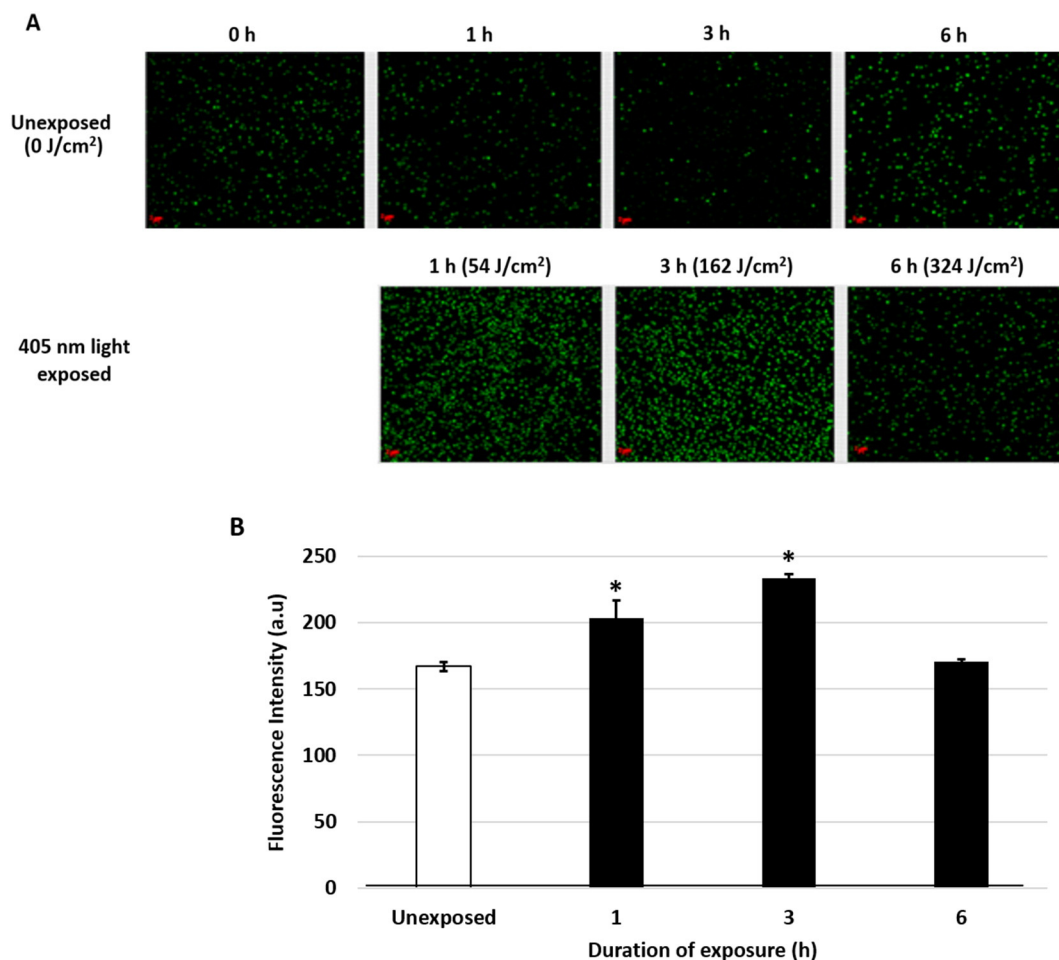 A
0 h
1 h
3 h
6 h
Unexposed
(0 J/cm²)
1 h (54 J/cm²)
3 h (162 J/cm²)
6 h (324 J/cm²)
405 nm light
exposed
B
250
200
150
100
50
0
Fluorescence Intensity (a.u)
*
*
Unexposed
1
3
6
Duration of exposure (h)